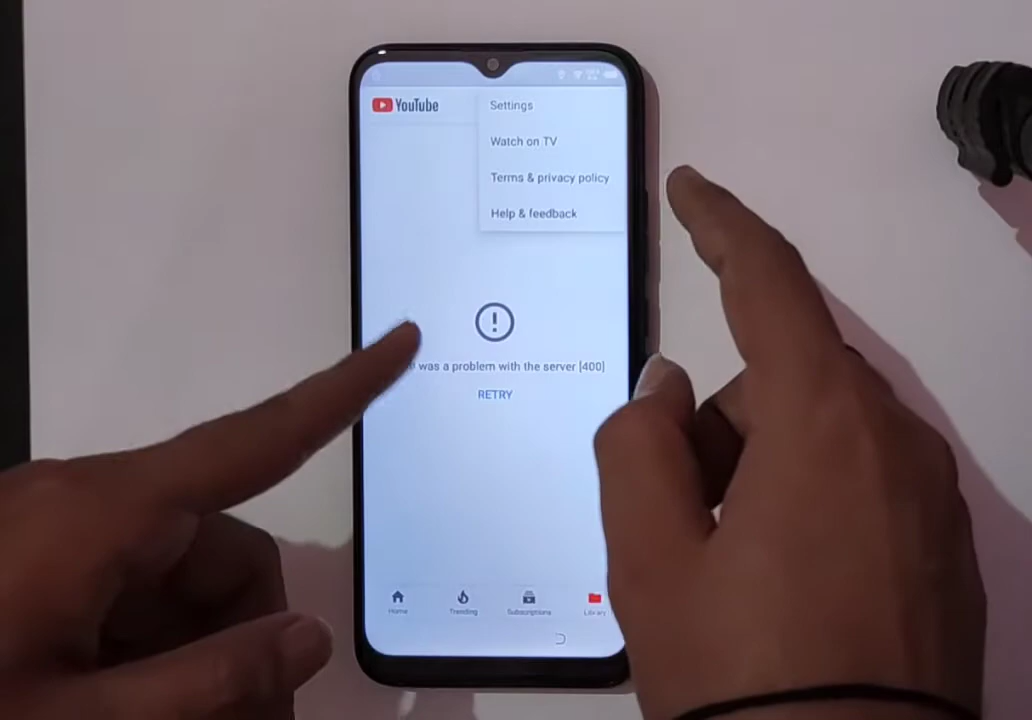 YouTube
Settings
Watch on TV
Terms & privacy policy
Help & feedback
was a problem with the server [400]
RETRY
Home
Trending
Subscriptions
Library